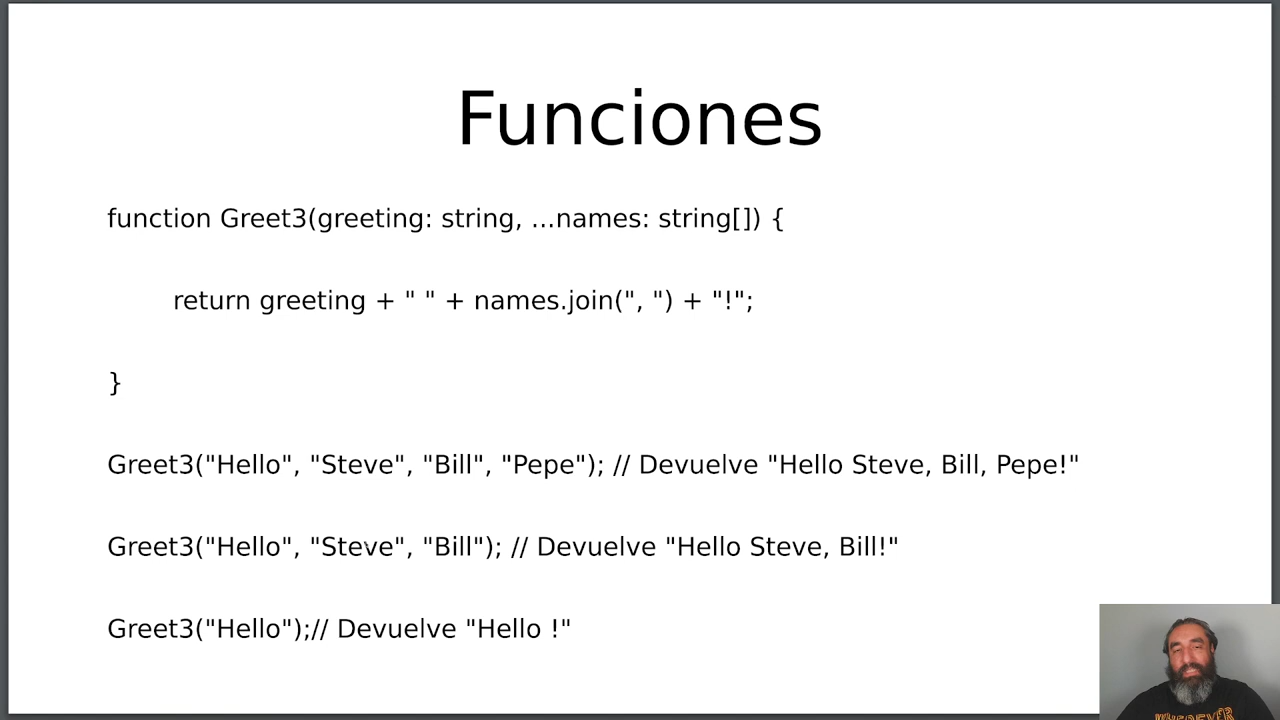 Funciones
function Greet3(greeting: string, ...names: string[]) {
return greeting + " " + names.join(", ") + "!";
}
Greet3("Hello", "Steve", "Bill", "Pepe"); // Devuelve "Hello Steve, Bill, Pepe!"
Greet3("Hello", "Steve", "Bill"); // Devuelve "Hello Steve, Bill!"
Greet3("Hello");// Devuelve "Hello !"